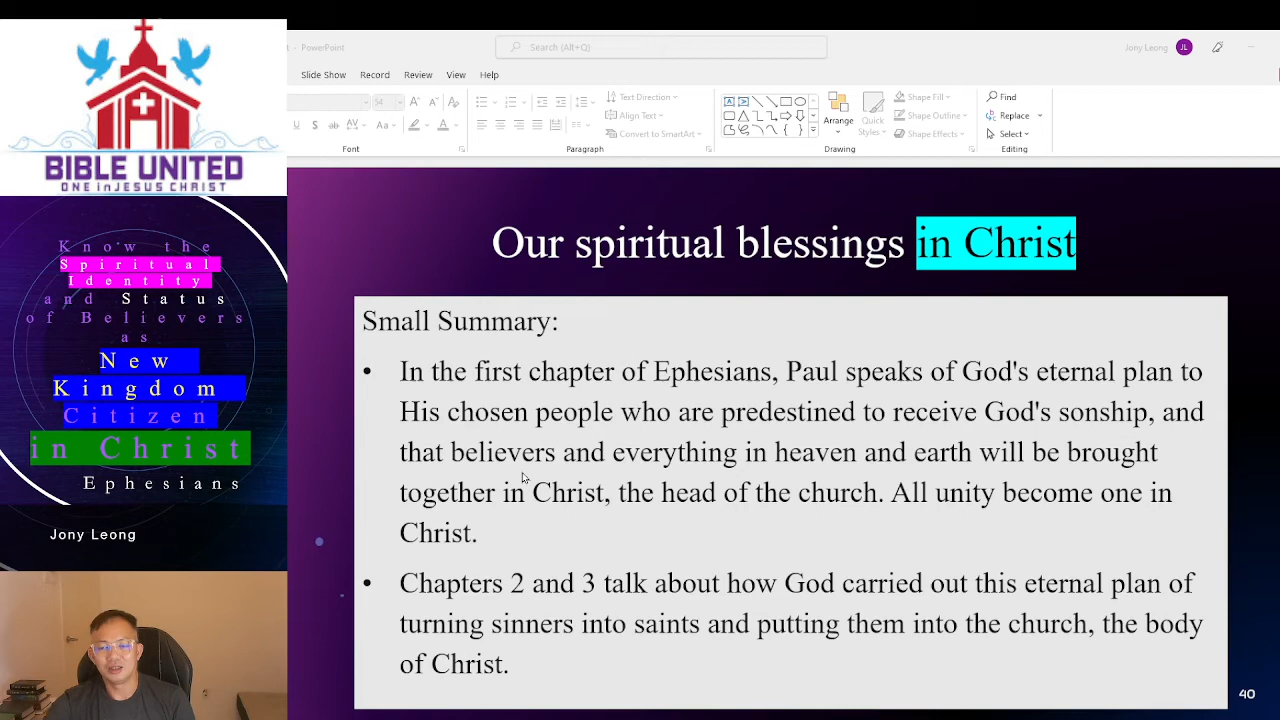 PowerPoint
Search (Alt+Q)
Jony Leong
JL
Slide Show
Record
Review
View
Help
34
Text Direction
Align Text
Convert to SmartArt
Arrange
Quick
Styles
Shape Fill
Shape Outline
Shape Effects
Find
Replace
Select
Font
Paragraph
Drawing
Editing
BIBLE UNITED
ONE in JESUS CHRIST
Know the
Spiritual
Identity
and Status
of Believers
as
New
Kingdom
Citizen
in Christ
Ephesians
Jony Leong
Our spiritual blessings in Christ
Small Summary:
• In the first chapter of Ephesians, Paul speaks of God's eternal plan to
His chosen people who are predestined to receive God's sonship, and
that believers and everything in heaven and earth will be brought
together in Christ, the head of the church. All unity become one in
Christ.
• Chapters 2 and 3 talk about how God carried out this eternal plan of
turning sinners into saints and putting them into the church, the body
of Christ.
40